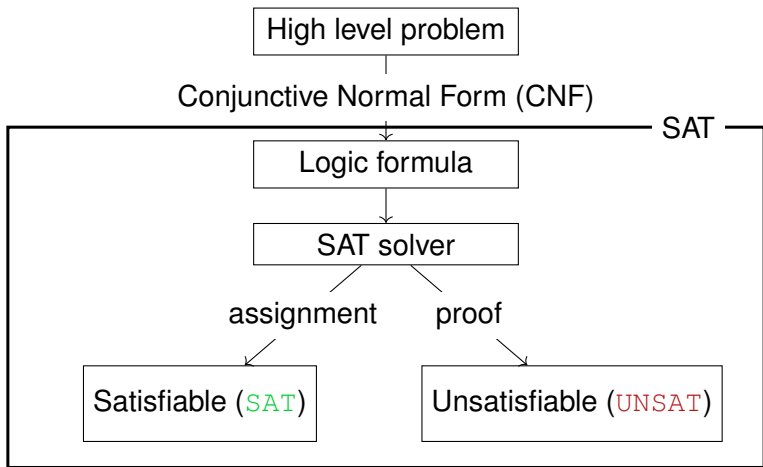 High level problem
Conjunctive Normal Form (CNF)
SAT
Logic formula
SAT solver
assignment
proof
Satisfiable (SAT)
Unsatisfiable (UNSAT)